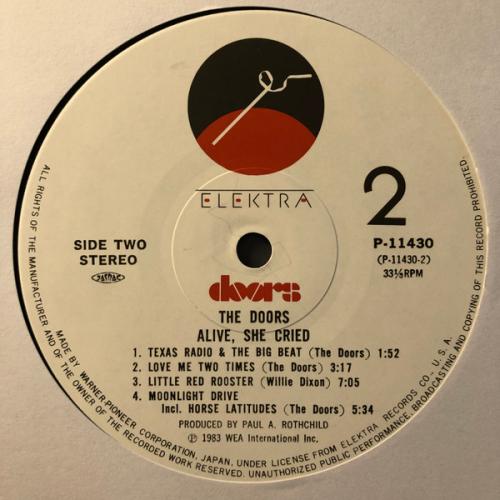 ELEKTRA
2
SIDE TWO
STEREO
P-11430
(P-11430-2)
33⅓RPM
doors
THE DOORS
ALIVE, SHE CRIED
1. TEXAS RADIO & THE BIG BEAT (The Doors) 1:52
2. LOVE ME TWO TIMES (The Doors) 3:17
3. LITTLE RED ROOSTER (Willie Dixon) 7:05
4. MOONLIGHT DRIVE
Incl. HORSE LATITUDES (The Doors) 5:34
PRODUCED BY PAUL A. ROTHCHILD
Ⓟ 1983 WEA International Inc.
MADE BY WARNER-PIONEER CORPORATION, JAPAN, UNDER LICENSE FROM ELEKTRA RECORDS CO- U.S.A.
ALL RIGHTS OF THE MANUFACTURER AND OF THE OWNER OF THE RECORDED WORK RESERVED. UNAUTHORIZED PUBLIC PERFORMANCE, BROADCASTING AND COPYING OF THIS RECORD PROHIBITED